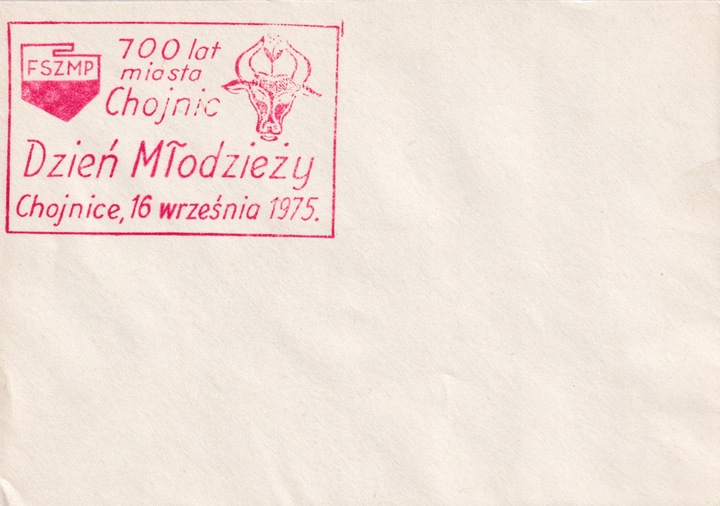 FSZMP
700 lat
miasta
Chojnic
Dzień Młodzieży
Chojnice, 16 września 1975.